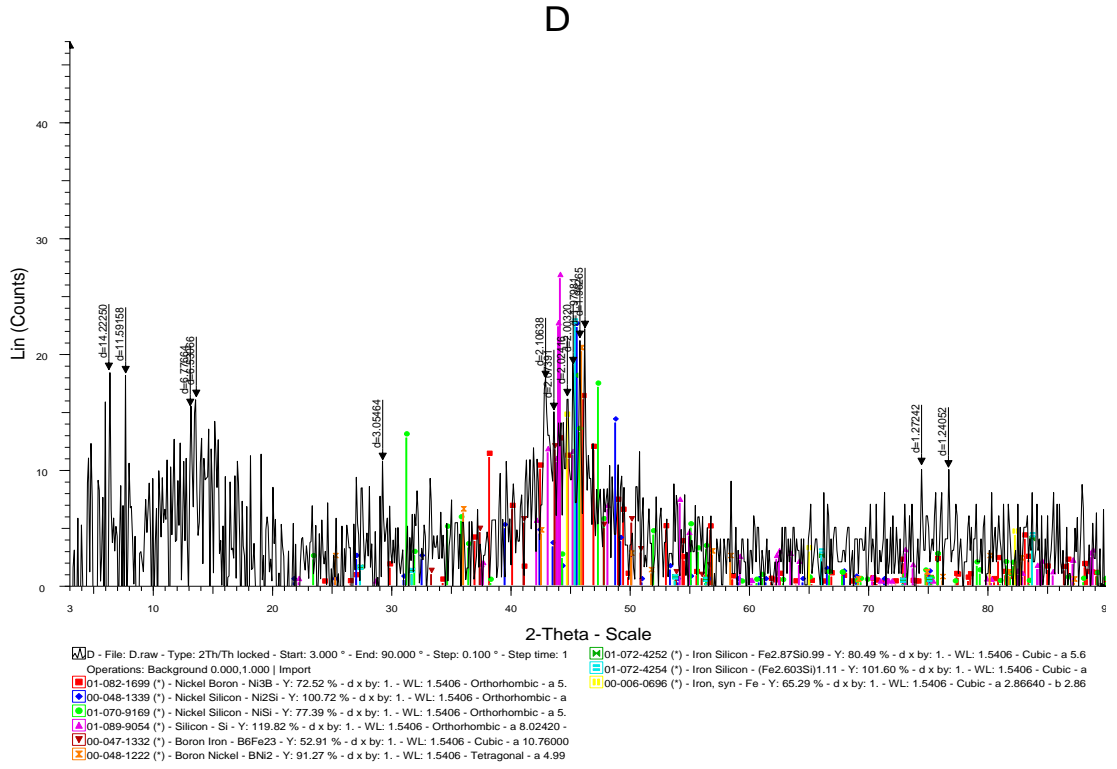 D
Lin (Counts)
40
30
20
10
0
d=14.22250
d=11.59158
d=6.77664
d=3.05464
d=2.10638
d=2.07391
d=2.02416
d=2.00320
d=1.27242
d=1.24052
3 10 20 30 40 50 60 70 80 90
2-Theta - Scale
D - File: D.raw - Type: 2Th/Th locked - Start: 3.000 ° - End: 90.000 ° - Step: 0.100 ° - Step time: 1
Operations: Background 0.000,1.000 | Import
01-082-1699 (*) - Nickel Boron - Ni3B - Y: 72.52 % - d x by: 1. - WL: 1.5406 - Orthorhombic - a 5.
00-048-1339 (*) - Nickel Silicon - Ni2Si - Y: 100.72 % - d x by: 1. - WL: 1.5406 - Orthorhombic - a
01-070-9169 (*) - Nickel Silicon - NiSi - Y: 77.39 % - d x by: 1. - WL: 1.5406 - Orthorhombic - a 5.
01-089-9054 (*) - Silicon - Si - Y: 119.82 % - d x by: 1. - WL: 1.5406 - Orthorhombic - a 8.02420 -
00-047-1332 (*) - Boron Iron - B6Fe23 - Y: 52.91 % - d x by: 1. - WL: 1.5406 - Cubic - a 10.76000
00-048-1222 (*) - Boron Nickel - BNi2 - Y: 91.27 % - d x by: 1. - WL: 1.5406 - Tetragonal - a 4.99
01-072-4252 (*) - Iron Silicon - Fe2.87Si0.99 - Y: 80.49 % - d x by: 1. - WL: 1.5406 - Cubic - a 5.6
01-072-4254 (*) - Iron Silicon - (Fe2.603Si)1.11 - Y: 101.60 % - d x by: 1. - WL: 1.5406 - Cubic - a
00-006-0696 (*) - Iron, syn - Fe - Y: 65.29 % - d x by: 1. - WL: 1.5406 - Cubic - a 2.86640 - b 2.86